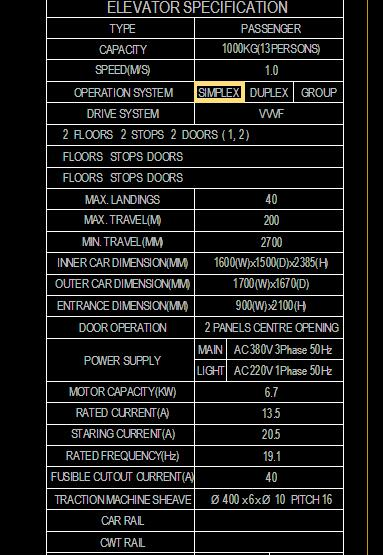 ELEVATOR SPECIFICATION
TYPE PASSENGER
CAPACITY 1000KG(13PERSONS)
SPEED(M/S) 1.0
OPERATION SYSTEM SIMPLEX DUPLEX GROUP
DRIVE SYSTEM VVVF
2 FLOORS 2 STOPS 2 DOORS ( 1, 2 )
FLOORS STOPS DOORS
FLOORS STOPS DOORS
MAX. LANDINGS 40
MAX. TRAVEL(M) 200
MIN. TRAVEL(MM) 2700
INNER CAR DIMENSION(MM) 1600(W)x1500(D)x2385(H)
OUTER CAR DIMENSION(MM) 1700(W)x1670(D)
ENTRANCE DIMENSION(MM) 900(W)x2100(H)
DOOR OPERATION 2 PANELS CENTRE OPENING
POWER SUPPLY MAIN AC380V 3Phase 50Hz
LIGHT AC220V 1Phase 50Hz
MOTOR CAPACITY(KW) 6.7
RATED CURRENT(A) 13.5
STARING CURRENT(A) 20.5
RATED FREQUENCY(Hz) 19.1
FUSIBLE CUTOUT CURRENT(A) 40
TRACTION MACHINE SHEAVE Ø 400 x6xØ 10 PITCH 16
CAR RAIL
CWT RAIL